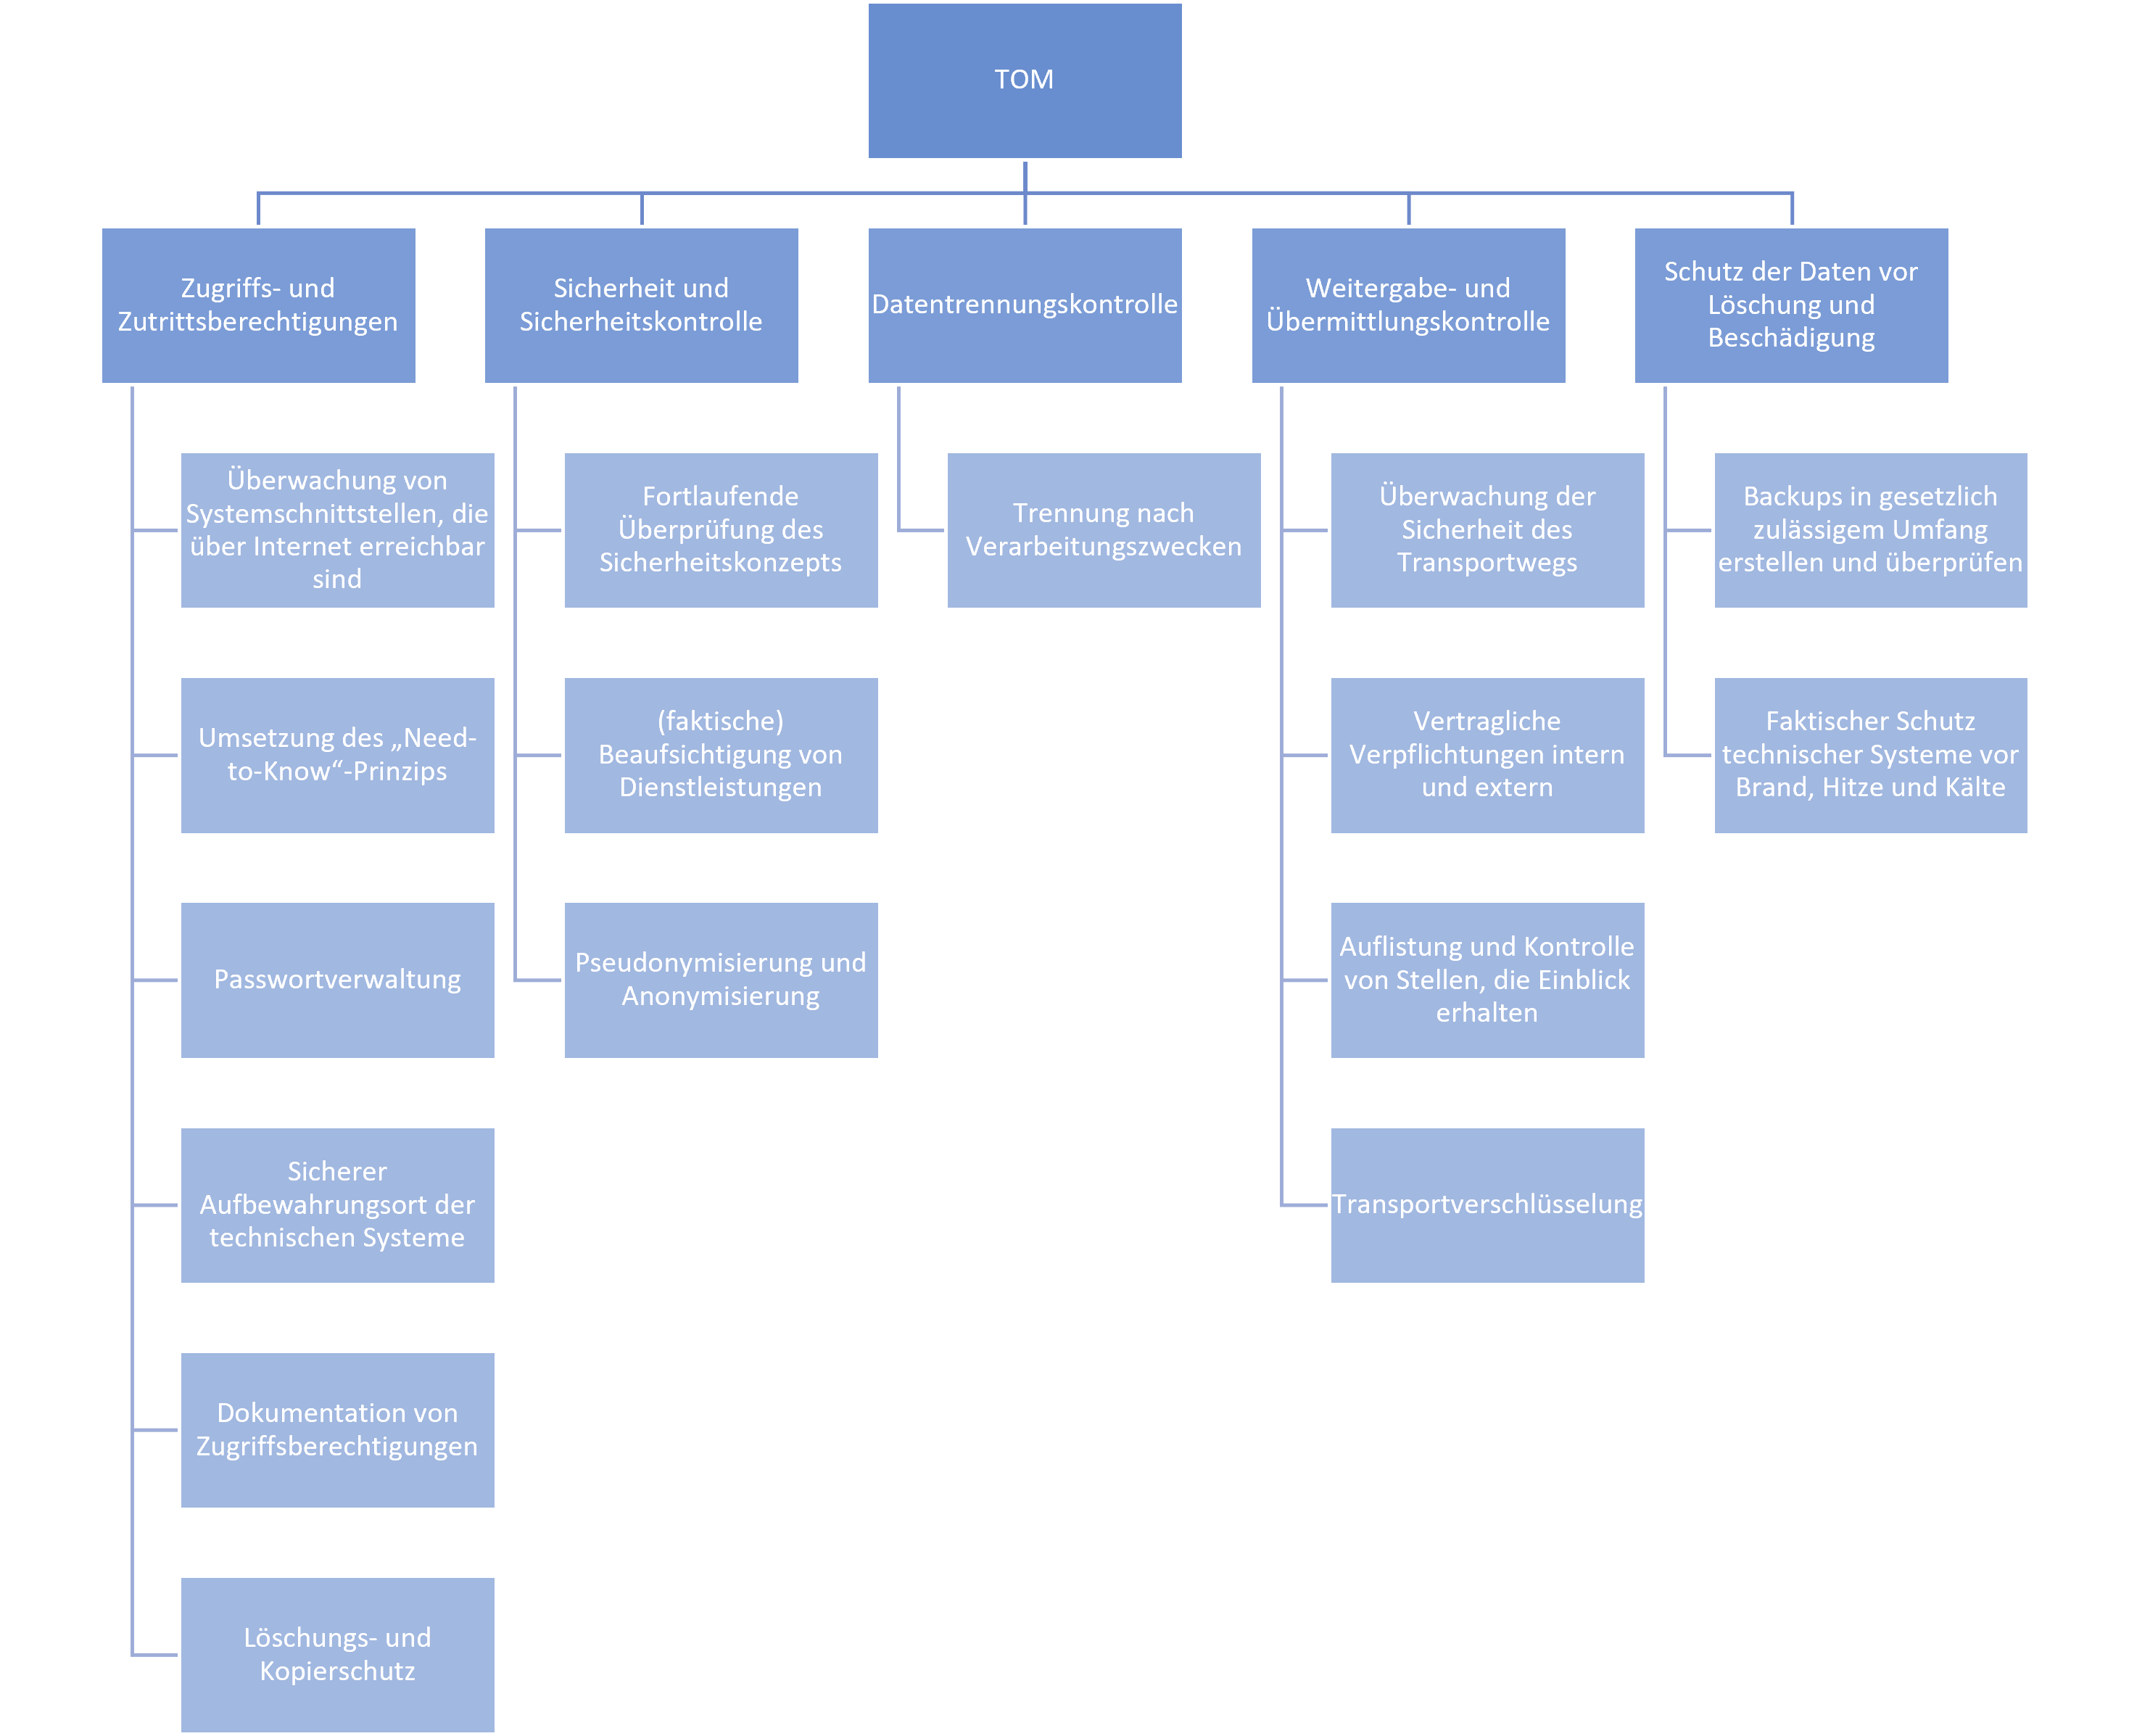 TOM
Zugriffs- und
Zutrittsberechtigungen
Überwachung von
Systemschnittstellen, die
über Internet erreichbar
sind
Umsetzung des „Need-
to-Know“-Prinzips
Passwortverwaltung
Sicherer
Aufbewahrungsort der
technischen Systeme
Dokumentation von
Zugriffsberechtigungen
Löschungs- und
Kopierschutz
Sicherheit und
Sicherheitskontrolle
Fortlaufende
Überprüfung des
Sicherheitskonzepts
(faktische)
Beaufsichtigung von
Dienstleistungen
Pseudonymisierung und
Anonymisierung
Datentrennungskontrolle
Trennung nach
Verarbeitungszwecken
Weitergabe- und
Übermittlungskontrolle
Überwachung der
Sicherheit des
Transportwegs
Vertragliche
Verpflichtungen intern
und extern
Auflistung und Kontrolle
von Stellen, die Einblick
erhalten
Transportverschlüsselung
Schutz der Daten vor
Löschung und
Beschädigung
Backups in gesetzlich
zulässigem Umfang
erstellen und überprüfen
Faktischer Schutz
technischer Systeme vor
Brand, Hitze und Kälte